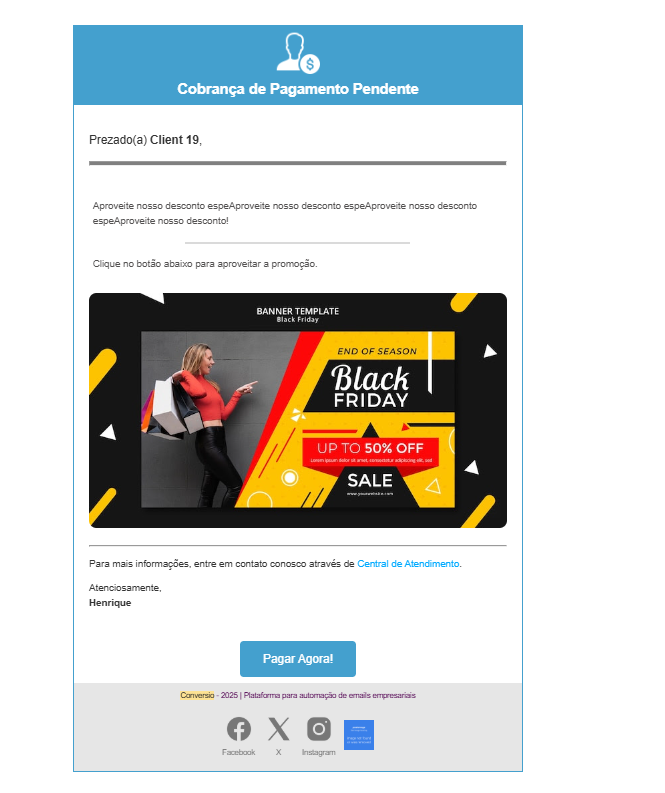 Cobrança de Pagamento Pendente
Prezado(a) Client 19,
Aproveite nosso desconto espeAproveite nosso desconto espeAproveite nosso desconto
espeAproveite nosso desconto!
Clique no botão abaixo para aproveitar a promoção.
BANNER TEMPLATE
Black Friday
END OF SEASON
Black
FRIDAY
UP TO 50% OFF
Lorem ipsum dolor sit amet, consectetur adipiscing elit, sed
SALE
www.yourwebsite.com
Para mais informações, entre em contato conosco através de Central de Atendimento.
Atenciosamente,
Henrique
Pagar Agora!
Conversio - 2025 | Plataforma para automação de emails empresariais
Facebook
X
Instagram